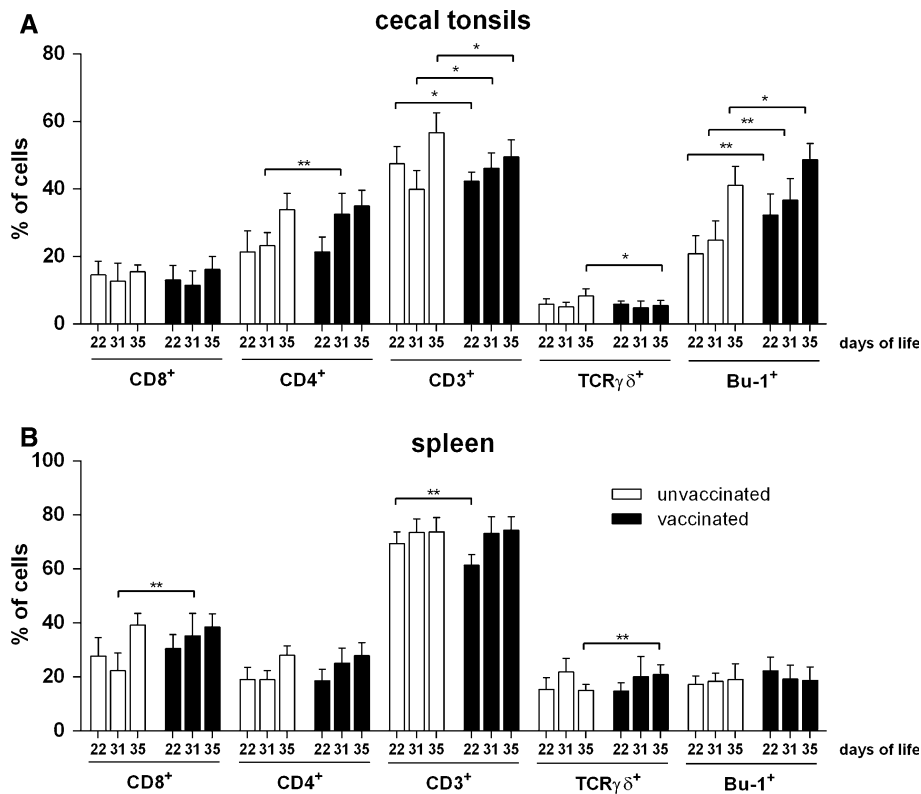 A
cecal tonsils
% of cells
80
60
40
20
0
* * *
** * **
* ** *
22 31 35 22 31 35 22 31 35 22 31 35 22 31 35 22 31 35 22 31 35 22 31 35 22 31 35 22 31 35 days of life
CD8+ CD4+ CD3+ TCRγδ+ Bu-1+
B
spleen
% of cells
100
80
60
40
20
0
unvaccinated
vaccinated
** ** **
22 31 35 22 31 35 22 31 35 22 31 35 22 31 35 22 31 35 22 31 35 22 31 35 22 31 35 22 31 35 days of life
CD8+ CD4+ CD3+ TCRγδ+ Bu-1+